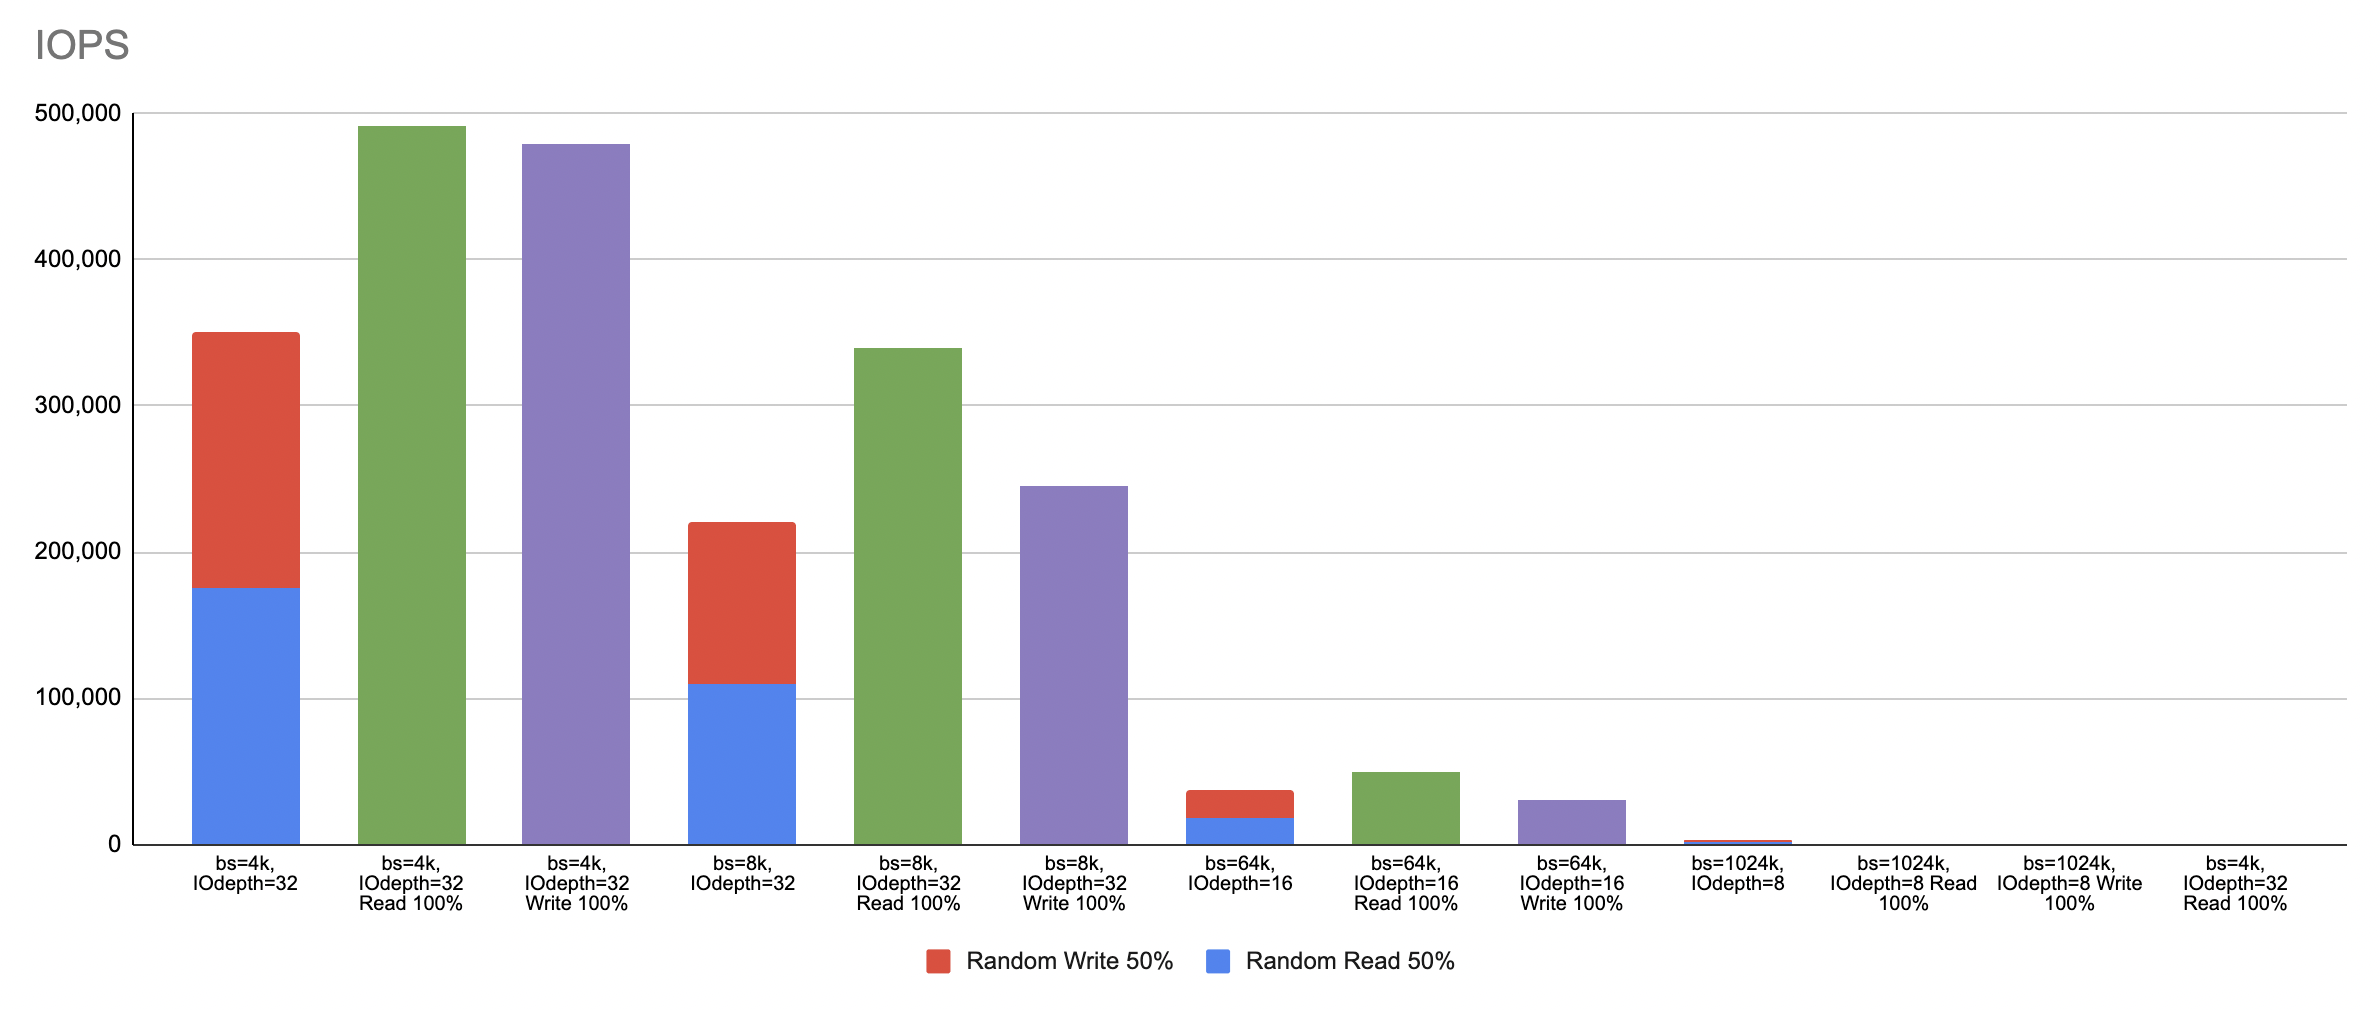 IOPS
500,000
400,000
300,000
200,000
100,000
0
bs=4k,
IOdepth=32
bs=4k,
IOdepth=32
Read 100%
bs=4k,
IOdepth=32
Write 100%
bs=8k,
IOdepth=32
bs=8k,
IOdepth=32
Read 100%
bs=8k,
IOdepth=32
Write 100%
bs=64k,
IOdepth=16
bs=64k,
IOdepth=16
Read 100%
bs=64k,
IOdepth=16
Write 100%
bs=1024k,
IOdepth=8
bs=1024k,
IOdepth=8 Read
100%
bs=1024k,
IOdepth=8 Write
100%
bs=4k,
IOdepth=32
Read 100%
Random Write 50%
Random Read 50%